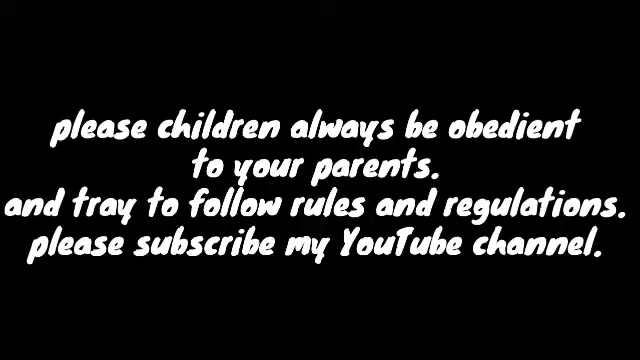 please children always be obedient
to your parents.
and tray to follow rules and regulations.
please subscribe my YouTube channel.